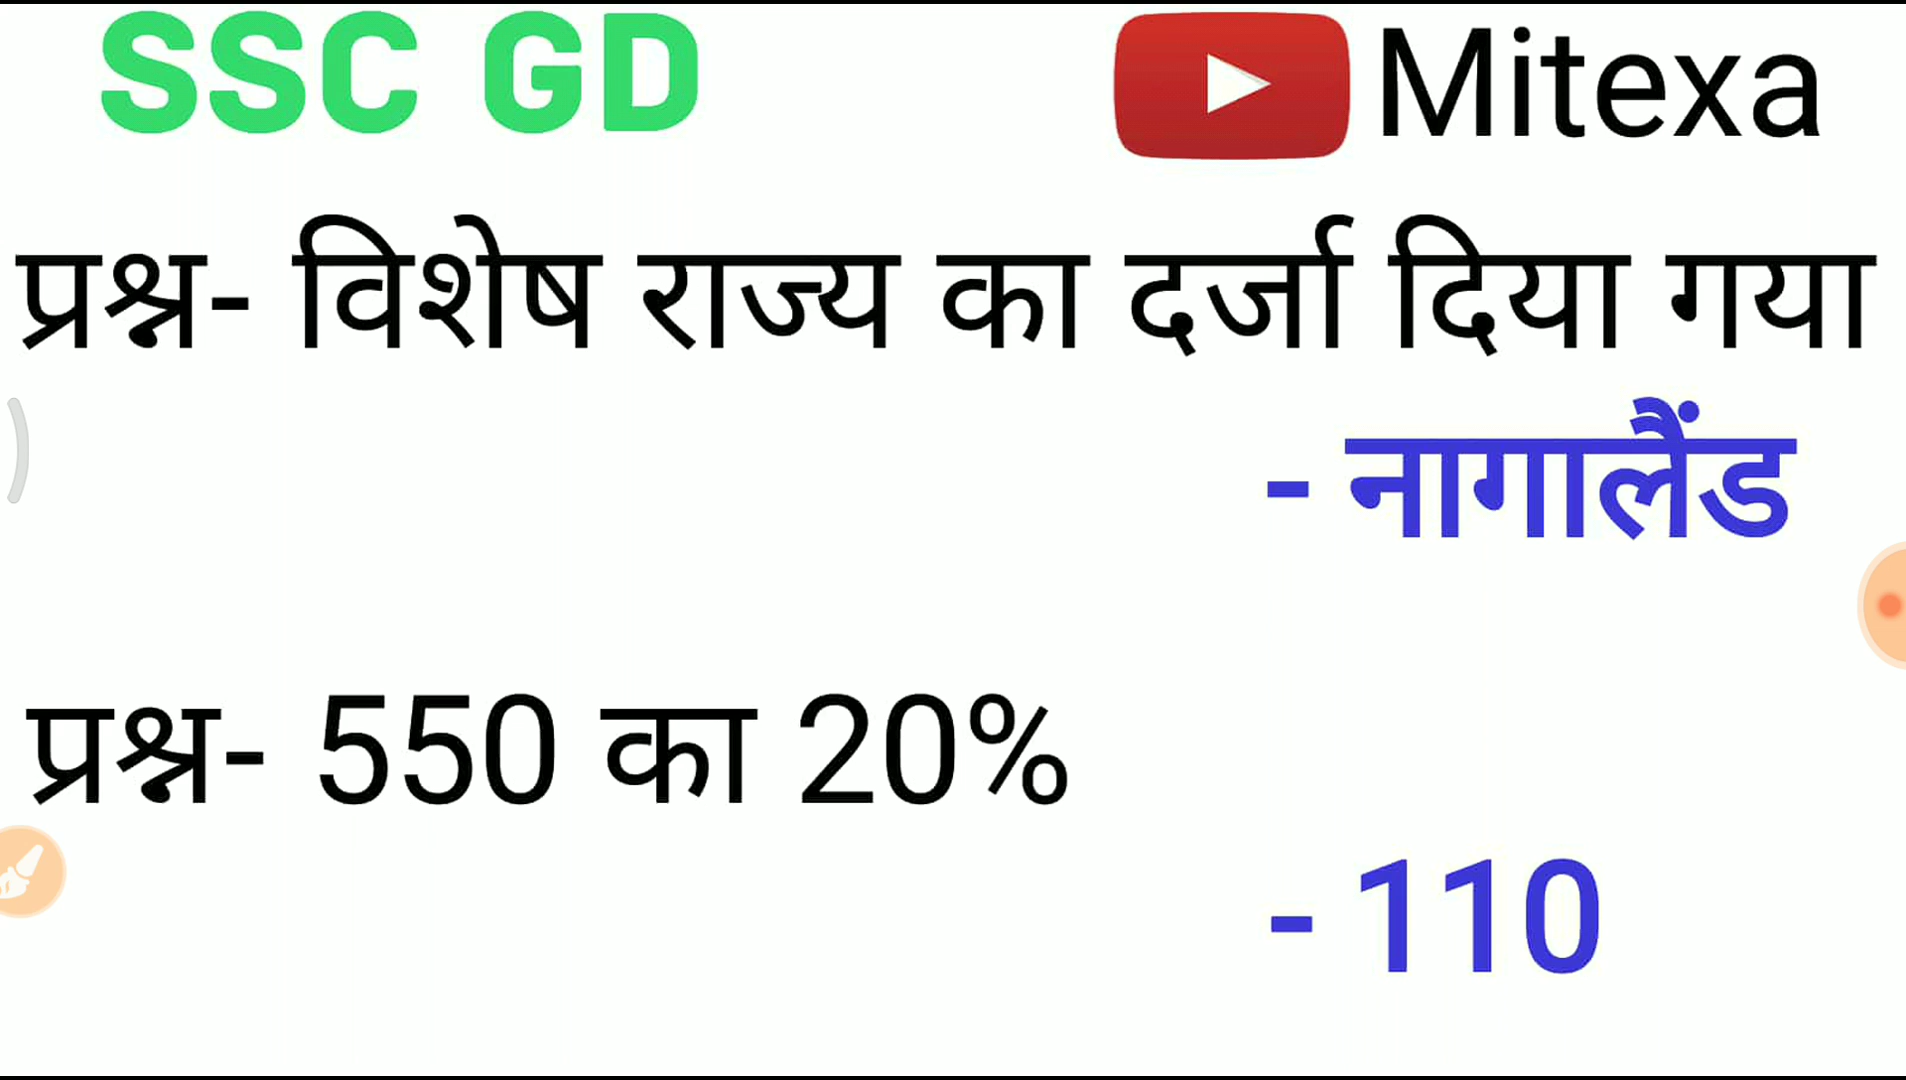 SSC GD
Mitexa
प्रश्न- विशेष राज्य का दर्जा दिया गया
- नागालैंड
प्रश्न- 550 का 20%
- 110